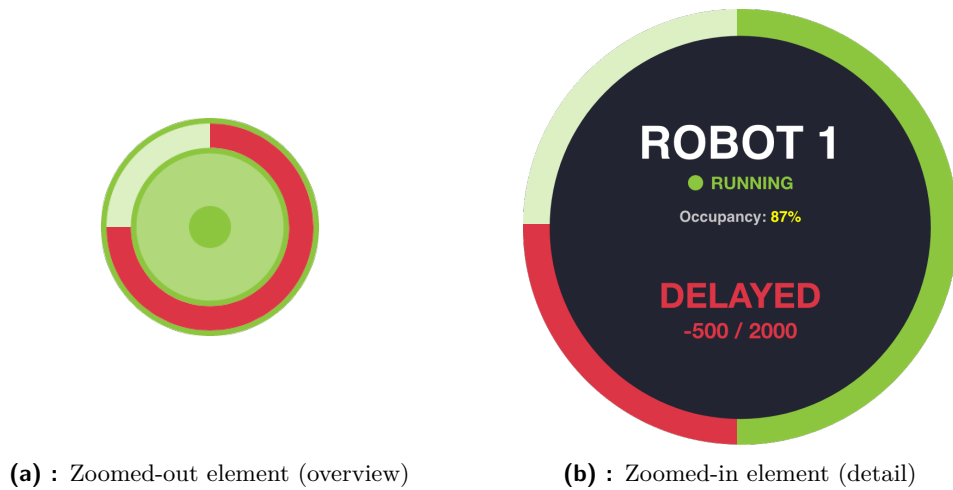 ROBOT 1
RUNNING
Occupancy: 87%
DELAYED
-500 / 2000
(a) : Zoomed-out element (overview)
(b) : Zoomed-in element (detail)